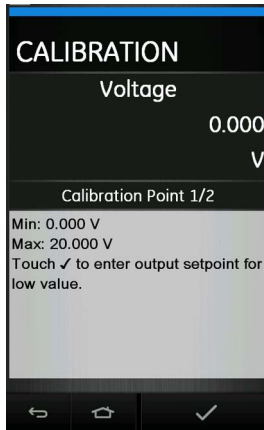 CALIBRATION
Voltage
0.000
V
Calibration Point 1/2
Min: 0.000 V
Max: 20.000 V
Touch ✓ to enter output setpoint for
low value.